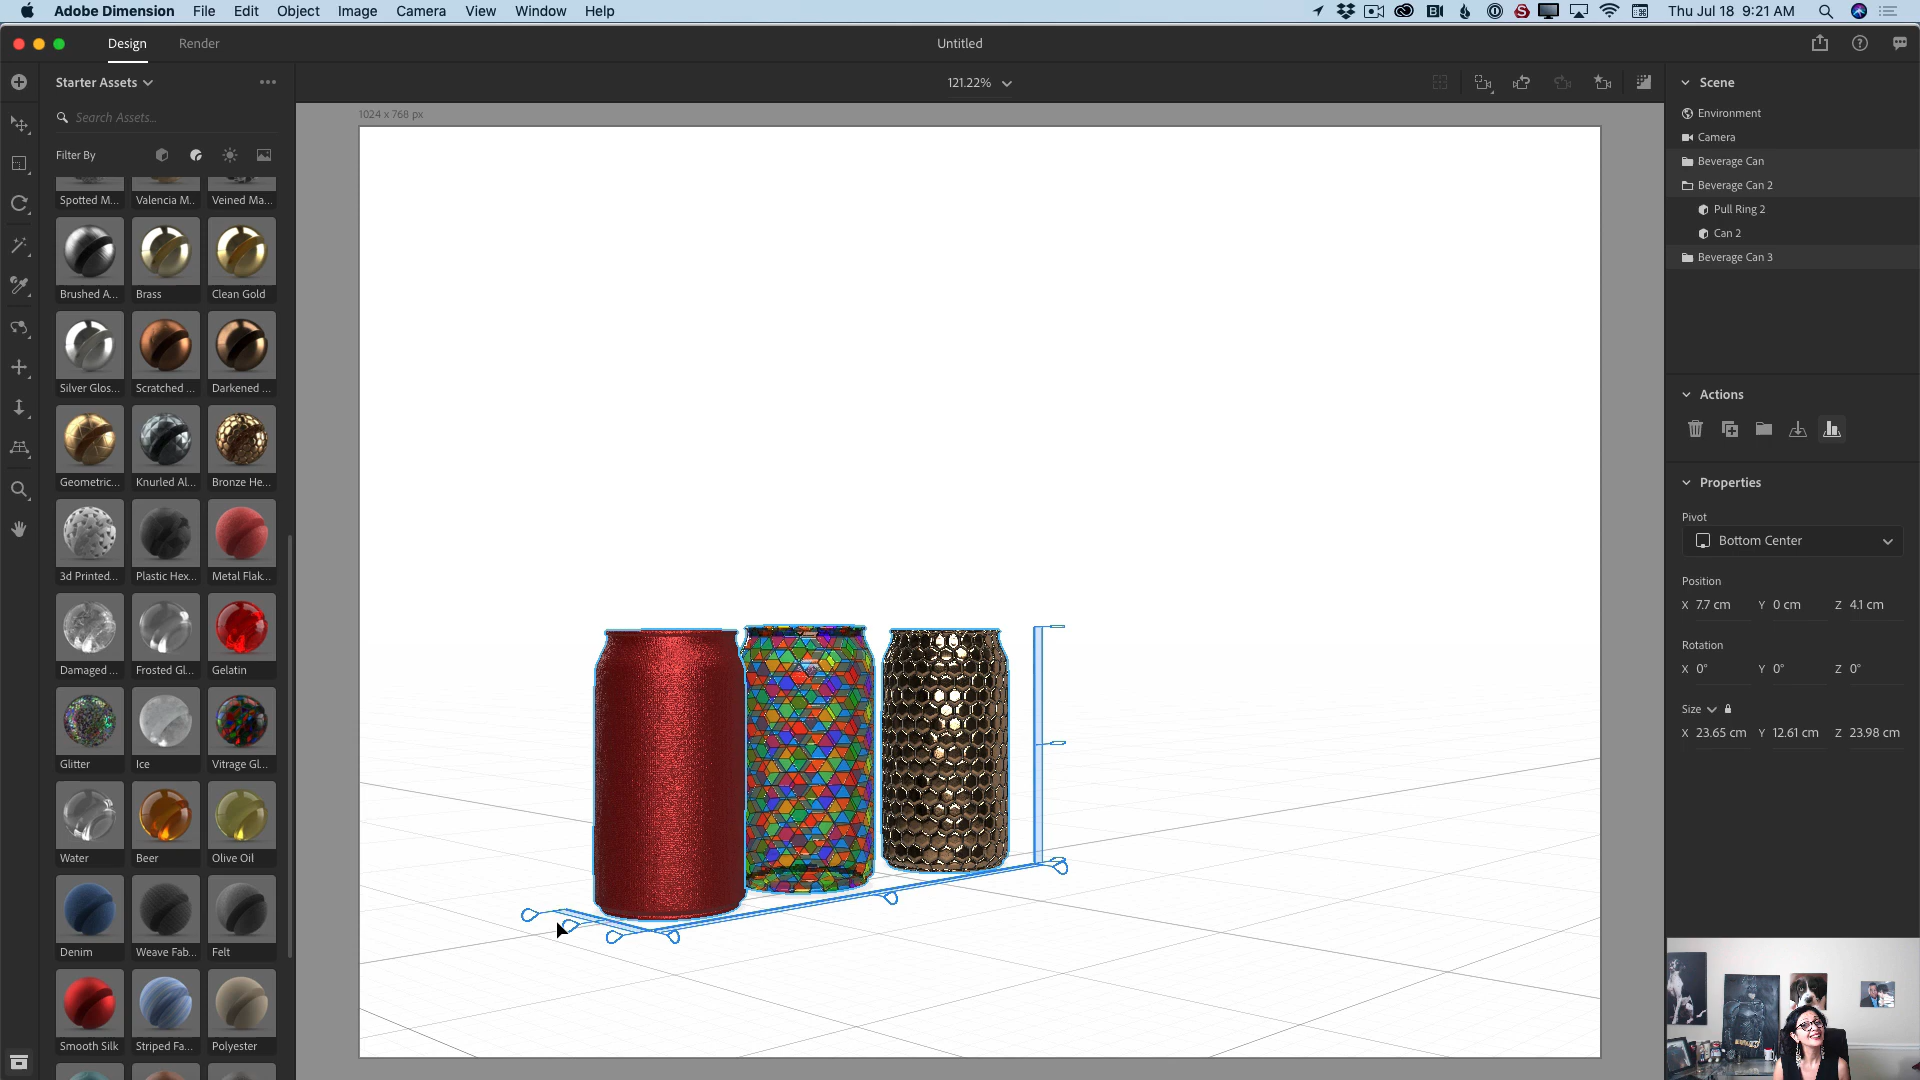 Adobe Dimension File Edit Object Image Camera View Window Help
Thu Jul 18 9:21 AM
Design Render
Untitled
Starter Assets
121.22%
Search Assets...
1024 x 768 px
Filter By
Spotted M... Valencia M.. Veined Ma...
Brushed A... Brass Clean Gold
Silver Glos... Scratched ... Darkened ...
Geometric... Knurled Al... Bronze He...
3d Printed... Plastic Hex... Metal Flak...
Damaged ... Frosted Gl... Gelatin
Glitter Ice Vitrage Gl...
Water Beer Olive Oil
Denim Weave Fab... Felt
Smooth Silk Striped Fa... Polyester
Scene
Environment
Camera
Beverage Can
Beverage Can 2
Pull Ring 2
Can 2
Beverage Can 3
Actions
Properties
Pivot
Bottom Center
Position
X 7.7 cm Y 0 cm Z 4.1 cm
Rotation
X 0° Y 0° Z 0°
Size
X 23.65 cm Y 12.61 cm Z 23.98 cm